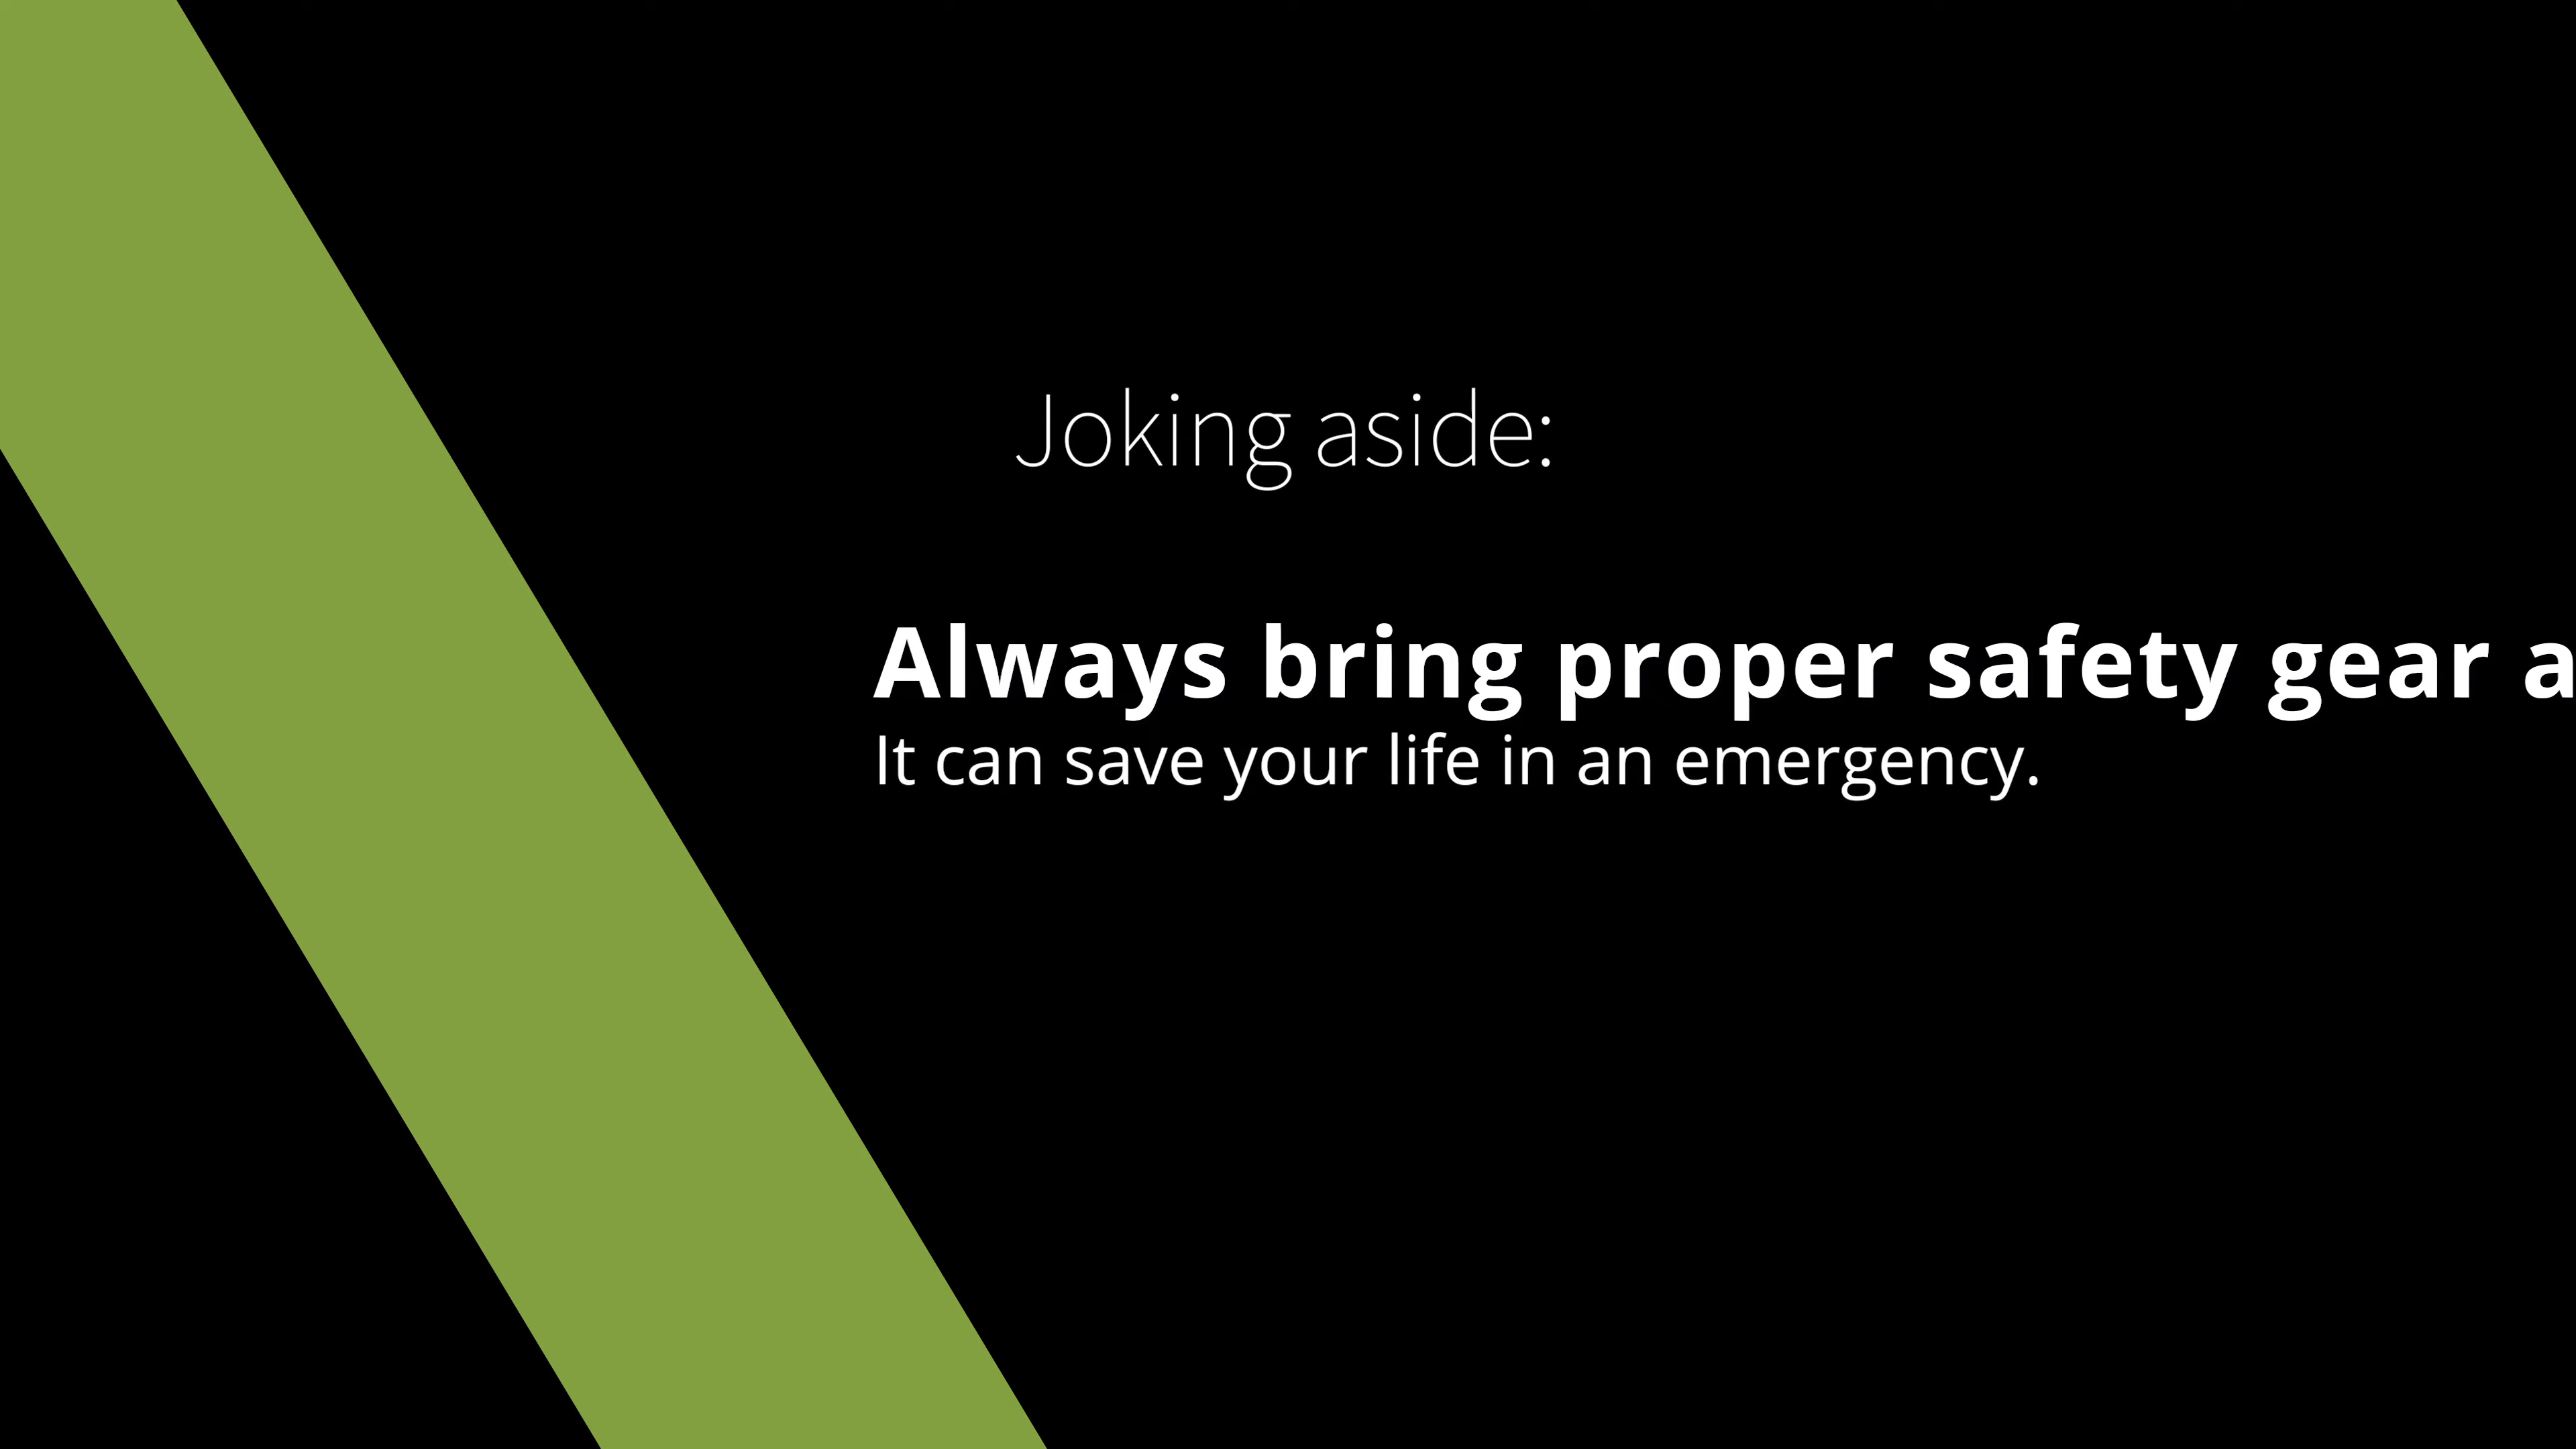 Joking aside:
Always bring proper safety gear a
It can save your life in an emergency.